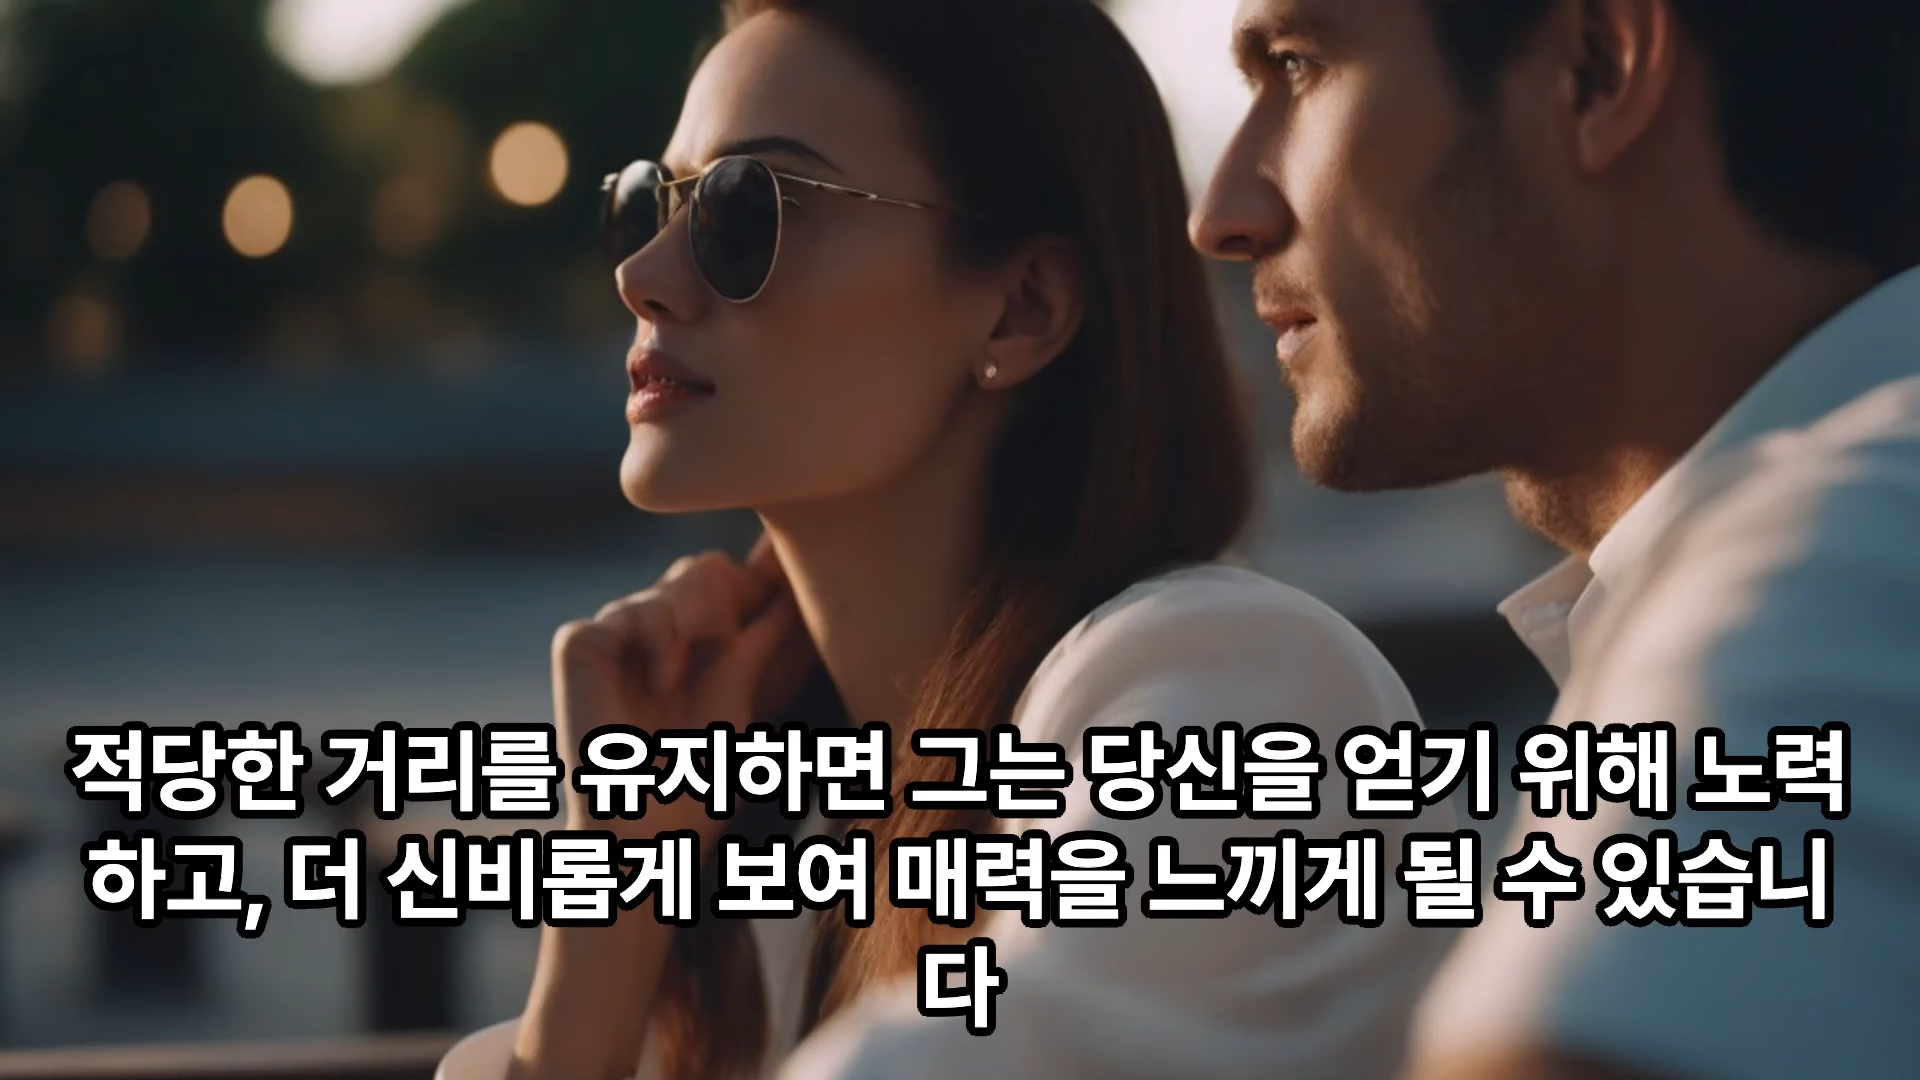 적당한 거리를 유지하면 그는 당신을 얻기 위해 노력
하고, 더 신비롭게 보여 매력을 느끼게 될 수 있습니
다